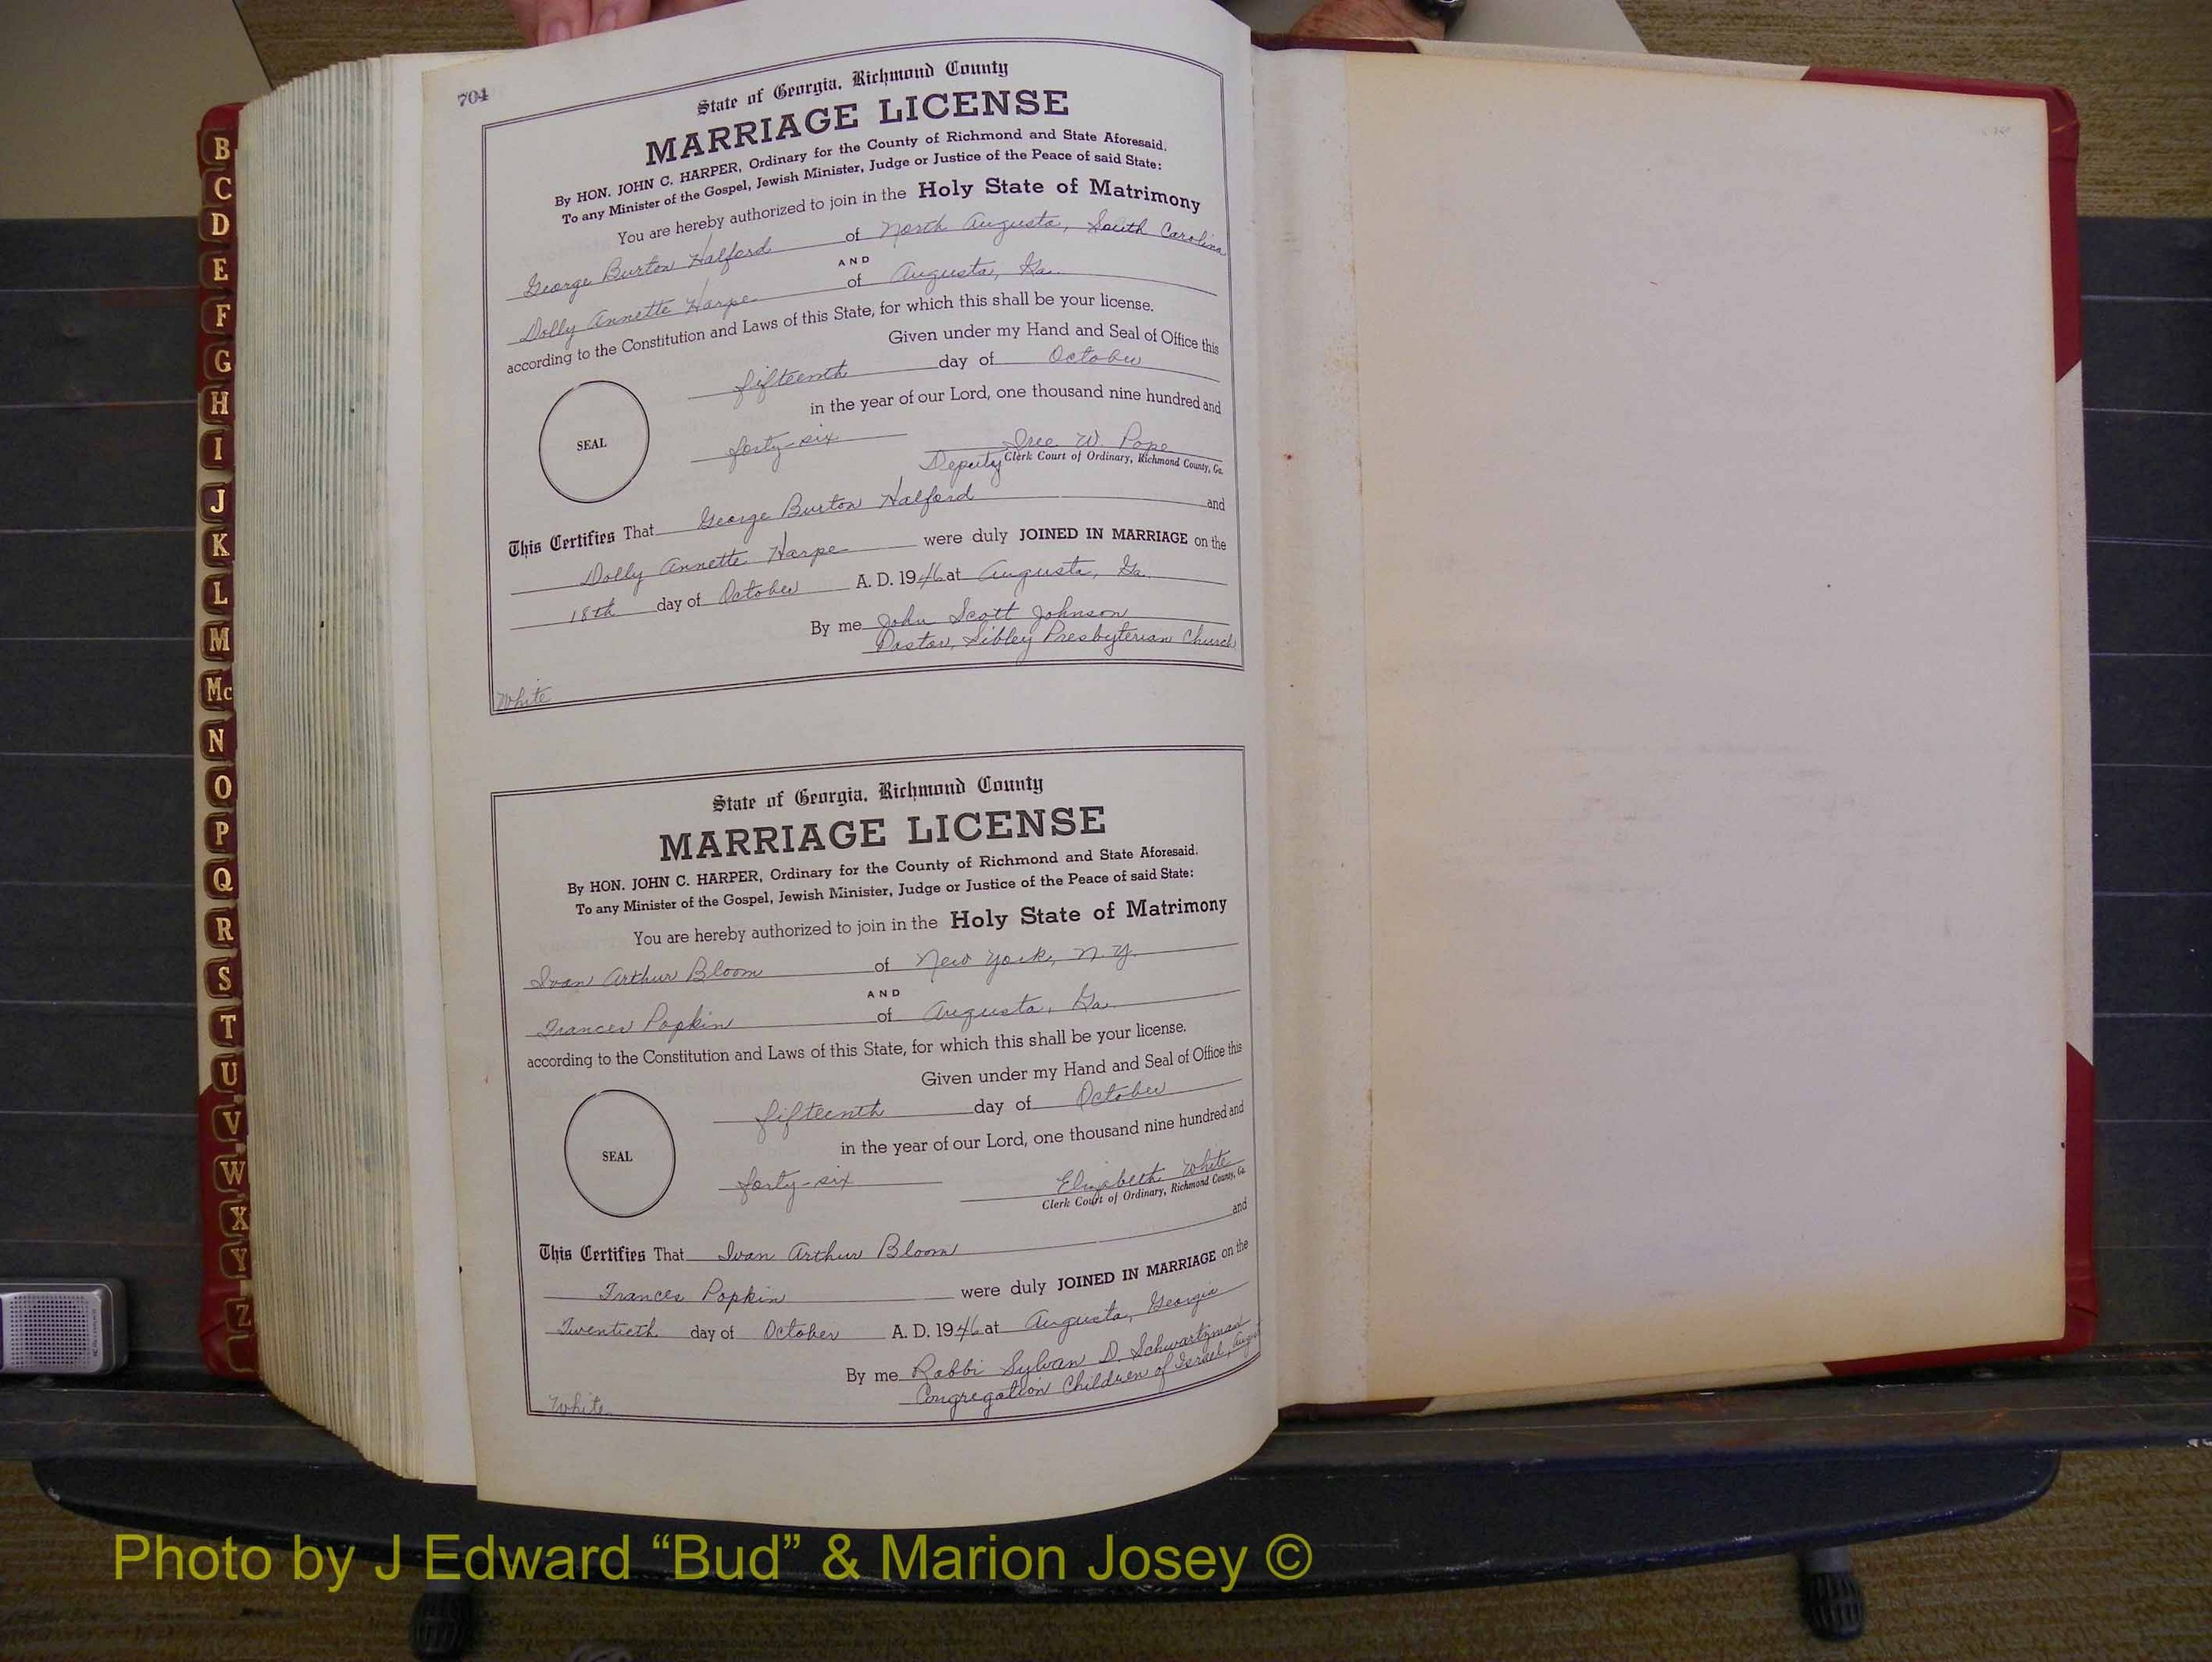 704
State of Georgia, Richmond County
MARRIAGE LICENSE
By HON. JOHN C. HARPER, Ordinary for the County of Richmond and State Aforesaid.
To any Minister of the Gospel, Jewish Minister, Judge or Justice of the Peace of said State:
You are hereby authorized to join in the Holy State of Matrimony
George Burton Halford of North Augusta, South Carolina
AND
Dolly Annette Harpe of Augusta, Ga.
according to the Constitution and Laws of this State, for which this shall be your license.
Given under my Hand and Seal of Office this
fifteenth day of October
in the year of our Lord, one thousand nine hundred and
SEAL
forty-six W. Pope
Deputy Clerk Court of Ordinary, Richmond County, Ga.
This Certifies That George Burton Halford and
Dolly Annette Harpe were duly JOINED IN MARRIAGE on the
18th day of October A. D. 1946 at Augusta, Ga.
By me John Scott Johnson
Pastor, Sibley Presbyterian Church
White
State of Georgia, Richmond County
MARRIAGE LICENSE
By HON. JOHN C. HARPER, Ordinary for the County of Richmond and State Aforesaid.
To any Minister of the Gospel, Jewish Minister, Judge or Justice of the Peace of said State:
You are hereby authorized to join in the Holy State of Matrimony
Ivan Arthur Bloom of New York, N. Y.
AND
Frances Popkin of Augusta, Ga.
according to the Constitution and Laws of this State, for which this shall be your license.
Given under my Hand and Seal of Office this
fifteenth day of October
in the year of our Lord, one thousand nine hundred and
SEAL
forty-six Elizabeth White
Clerk Court of Ordinary, Richmond County, Ga.
This Certifies That Ivan Arthur Bloom and
Frances Popkin were duly JOINED IN MARRIAGE on the
Twentieth day of October A. D. 1946 at Augusta, Georgia
By me Rabbi Sylvan D. Schwartzman
Congregation Children of Israel,
White
B
C
D
E
F
G
H
I
J
K
L
M
Mc
N
O
P
Q
R
S
T
U
V
W
X
Y
Z
Photo by J Edward “Bud” & Marion Josey ©